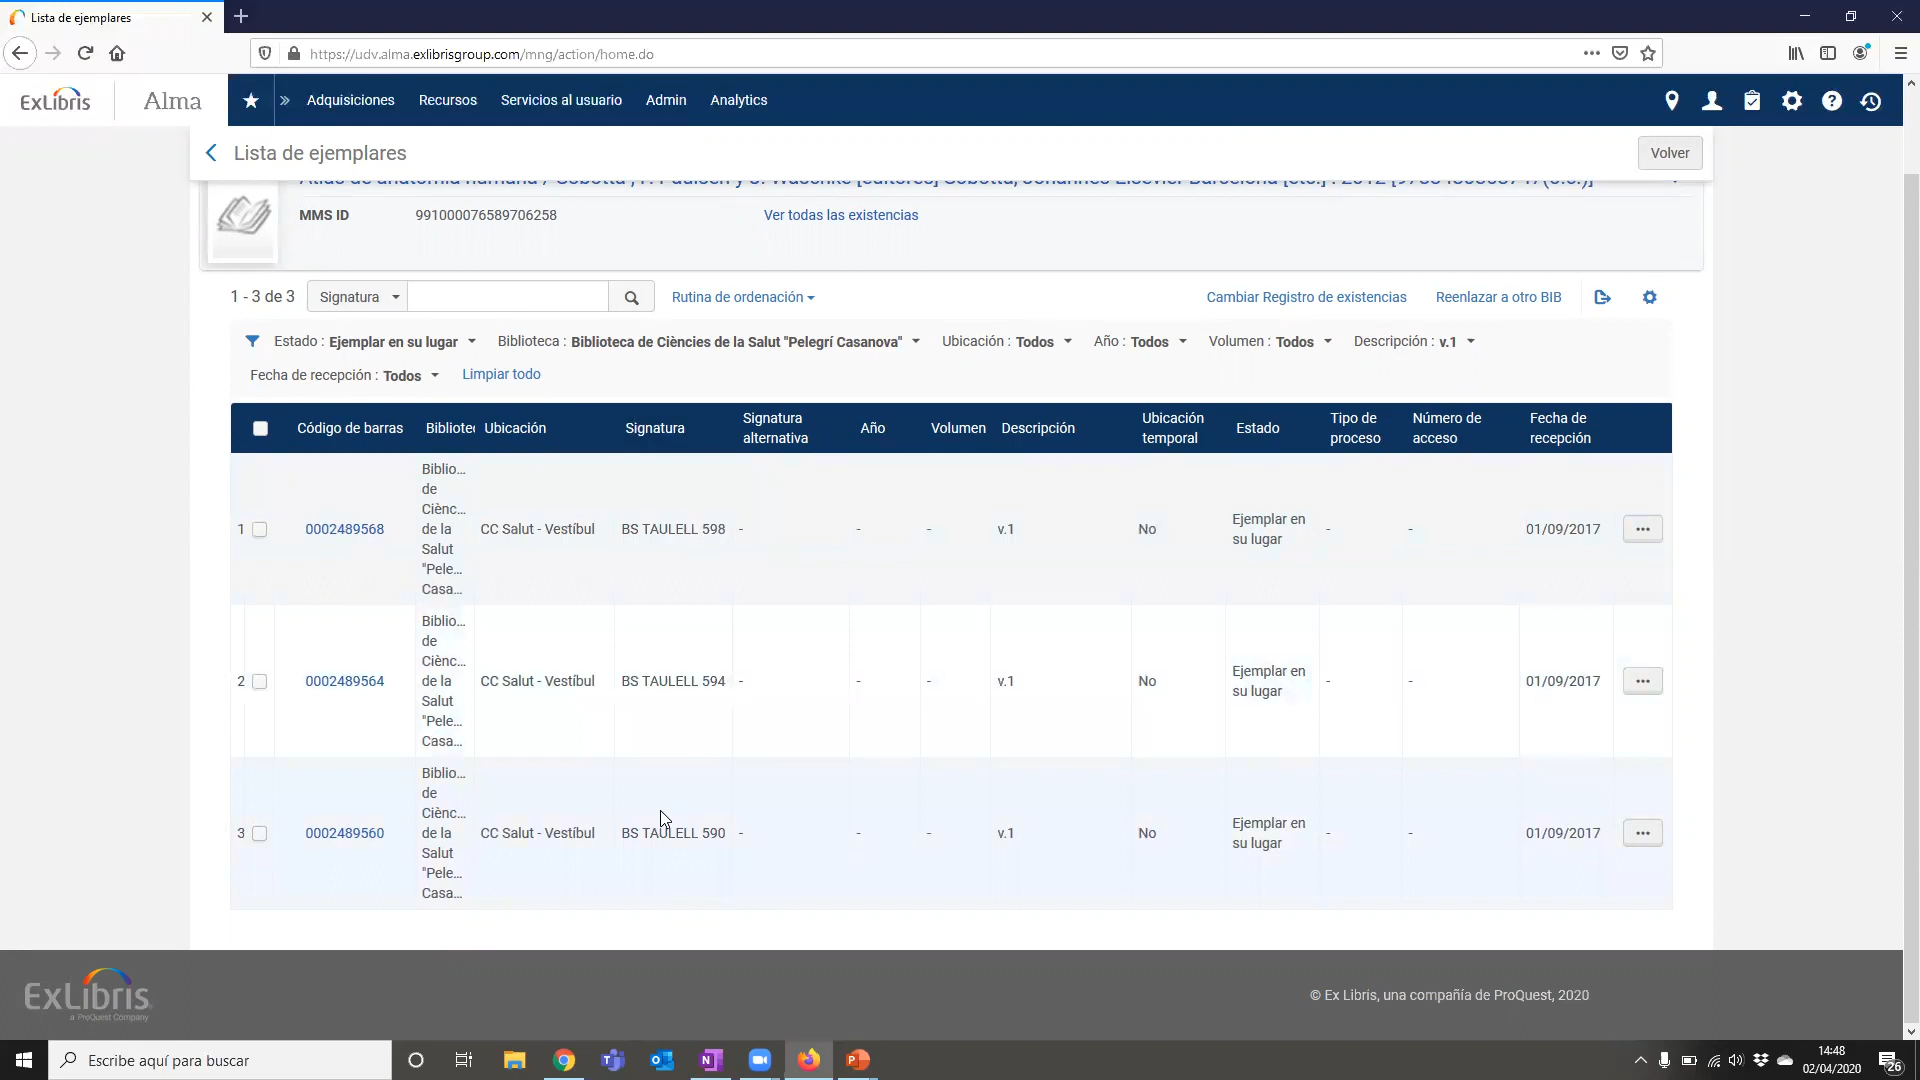 Lista de ejemplares
https://udv.alma.exlibrisgroup.com/mng/action/home.do
ExLibris Alma Adquisiciones Recursos Servicios al usuario Admin Analytics
Lista de ejemplares Volver
MMS ID 991000076589706258 Ver todas las existencias
1 - 3 de 3 Signatura Rutina de ordenación Cambiar Registro de existencias Reenlazar a otro BIB
Estado : Ejemplar en su lugar Biblioteca : Biblioteca de Ciències de la Salut "Pelegrí Casanova" Ubicación : Todos Año : Todos Volumen : Todos Descripción : v.1
Fecha de recepción : Todos Limpiar todo
Código de barras Bibliotec Ubicación Signatura Signatura alternativa Año Volumen Descripción Ubicación temporal Estado Tipo de proceso Número de acceso Fecha de recepción
1 0002489568 Biblio... de Ciènc... de la Salut "Pele... Casa... CC Salut - Vestíbul BS TAULELL 598 - - - v.1 No Ejemplar en su lugar - - 01/09/2017 ...
2 0002489564 Biblio... de Ciènc... de la Salut "Pele... Casa... CC Salut - Vestíbul BS TAULELL 594 - - - v.1 No Ejemplar en su lugar - - 01/09/2017 ...
3 0002489560 Biblio... de Ciènc... de la Salut "Pele... Casa... CC Salut - Vestíbul BS TAULELL 590 - - - v.1 No Ejemplar en su lugar - - 01/09/2017 ...
ExLibris
a ProQuest Company
© Ex Libris, una compañía de ProQuest, 2020
Escribe aquí para buscar
14:48
02/04/2020
26